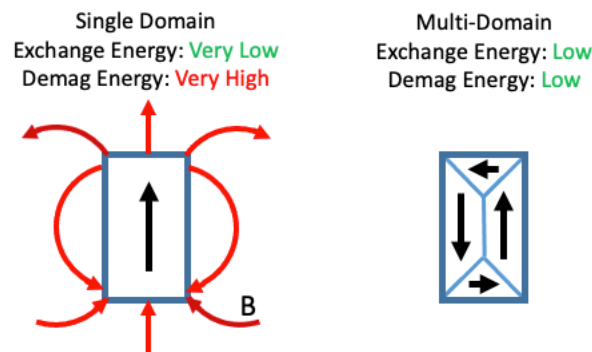 Single Domain
Exchange Energy: Very Low
Demag Energy: Very High
Multi-Domain
Exchange Energy: Low
Demag Energy: Low
B